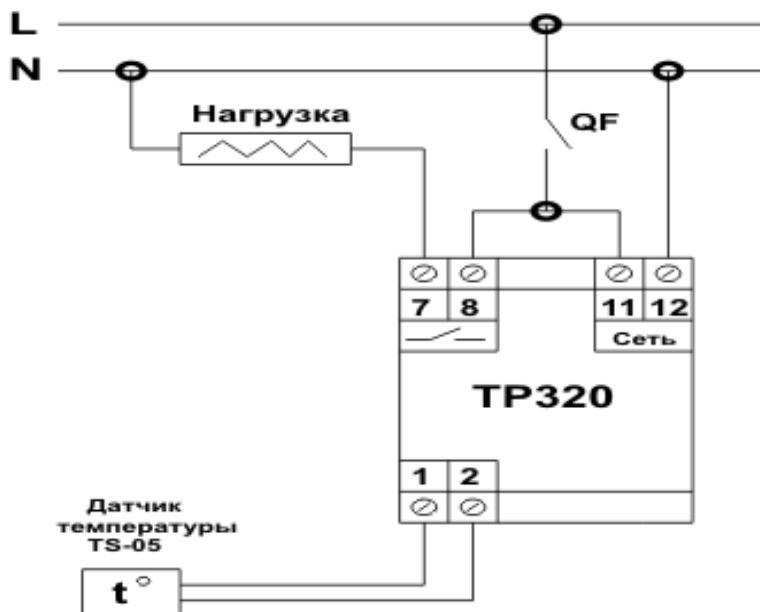 L
N
Нагрузка
QF
7 8 11 12
Сеть
ТР320
1 2
Датчик
температуры
TS-05
t°